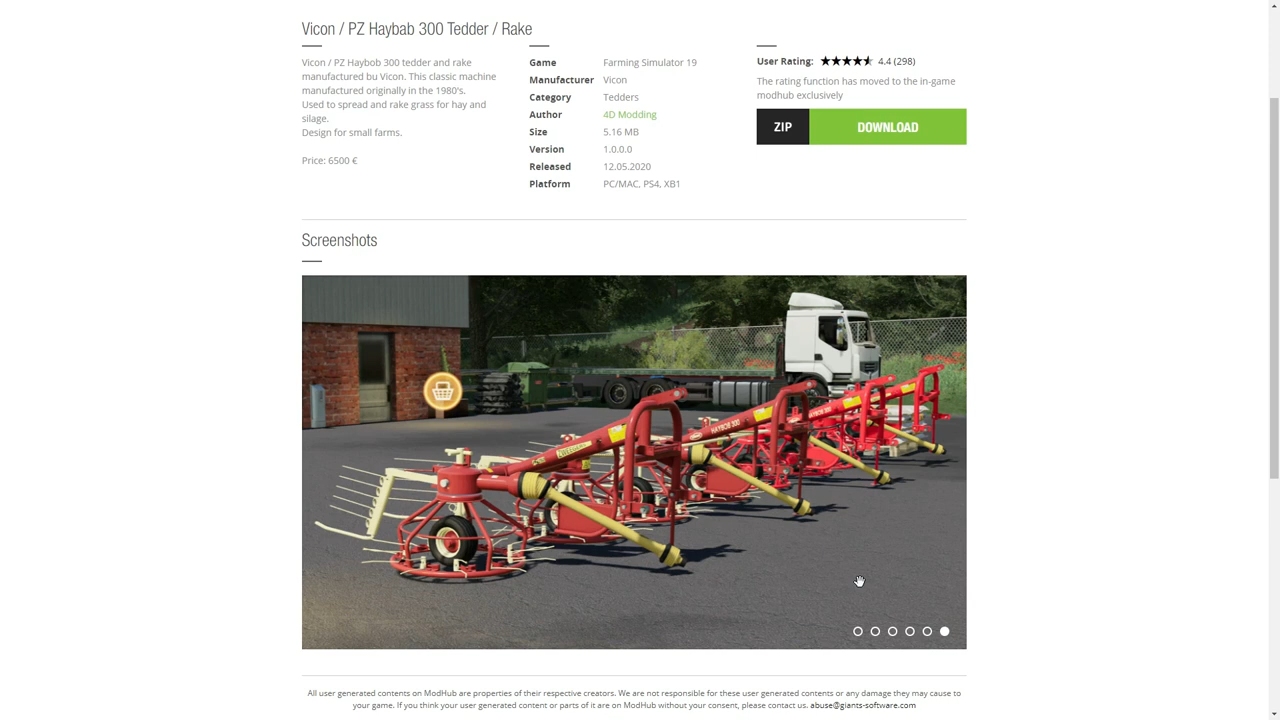 Vicon / PZ Haybab 300 Tedder / Rake
Vicon / PZ Haybob 300 tedder and rake
manufactured bu Vicon. This classic machine
manufactured originally in the 1980's.
Used to spread and rake grass for hay and
silage.
Design for small farms.
Price: 6500 €
Game Farming Simulator 19
Manufacturer Vicon
Category Tedders
Author 4D Modding
Size 5.16 MB
Version 1.0.0.0
Released 12.05.2020
Platform PC/MAC, PS4, XB1
User Rating: 4.4 (298)
The rating function has moved to the in-game
modhub exclusively
ZIP DOWNLOAD
Screenshots
HAYBOB 300
HAYBOB 300
All user generated contents on ModHub are properties of their respective creators. We are not responsible for these user generated contents or any damage they may cause to
your game. If you think your user generated content or parts of it are on ModHub without your consent, please contact us. abuse@giants-software.com